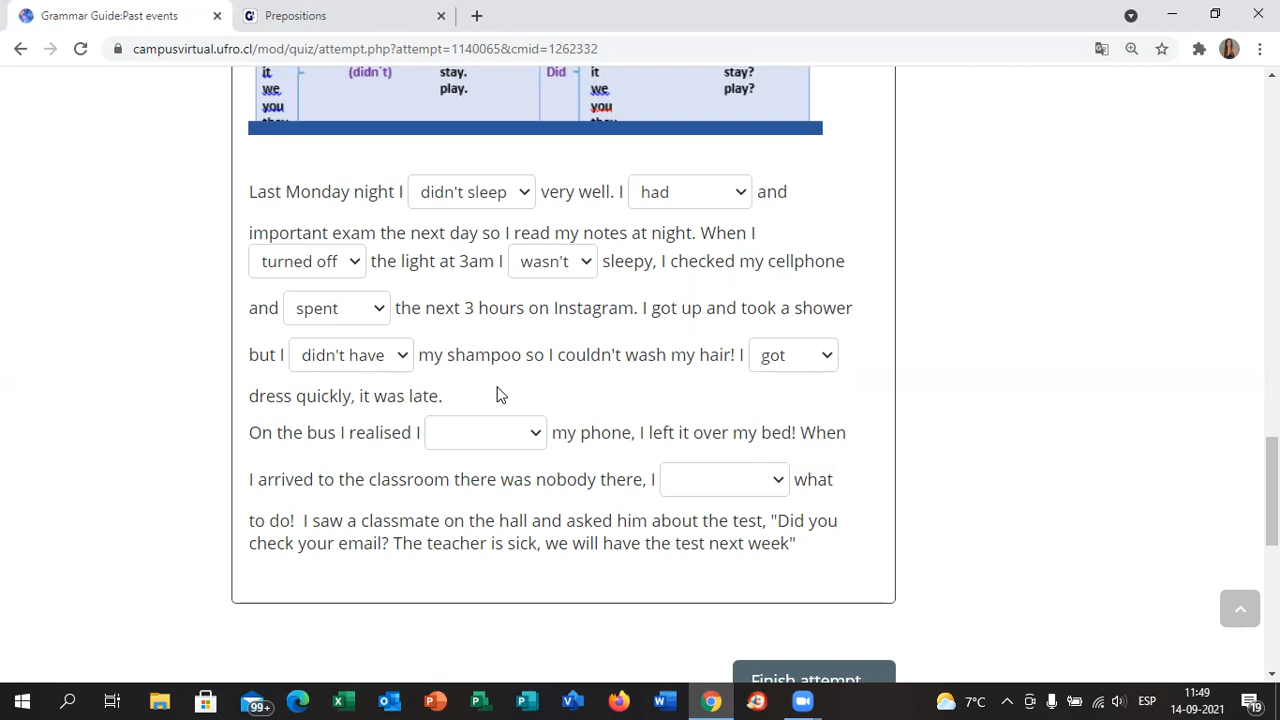 Grammar Guide:Past events
Prepositions
campusvirtual.ufro.cl/mod/quiz/attempt.php?attempt=1140065&cmid=1262332
it (didn´t) stay. Did it stay?
we play. we play?
you you
they they
Last Monday night I didn't sleep very well. I had and
important exam the next day so I read my notes at night. When I
turned off the light at 3am I wasn't sleepy, I checked my cellphone
and spent the next 3 hours on Instagram. I got up and took a shower
but I didn't have my shampoo so I couldn't wash my hair! I got
dress quickly, it was late.
On the bus I realised I my phone, I left it over my bed! When
I arrived to the classroom there was nobody there, I what
to do! I saw a classmate on the hall and asked him about the test, "Did you
check your email? The teacher is sick, we will have the test next week"
Finish attempt
99+
7°C
ESP
11:49
14-09-2021
19